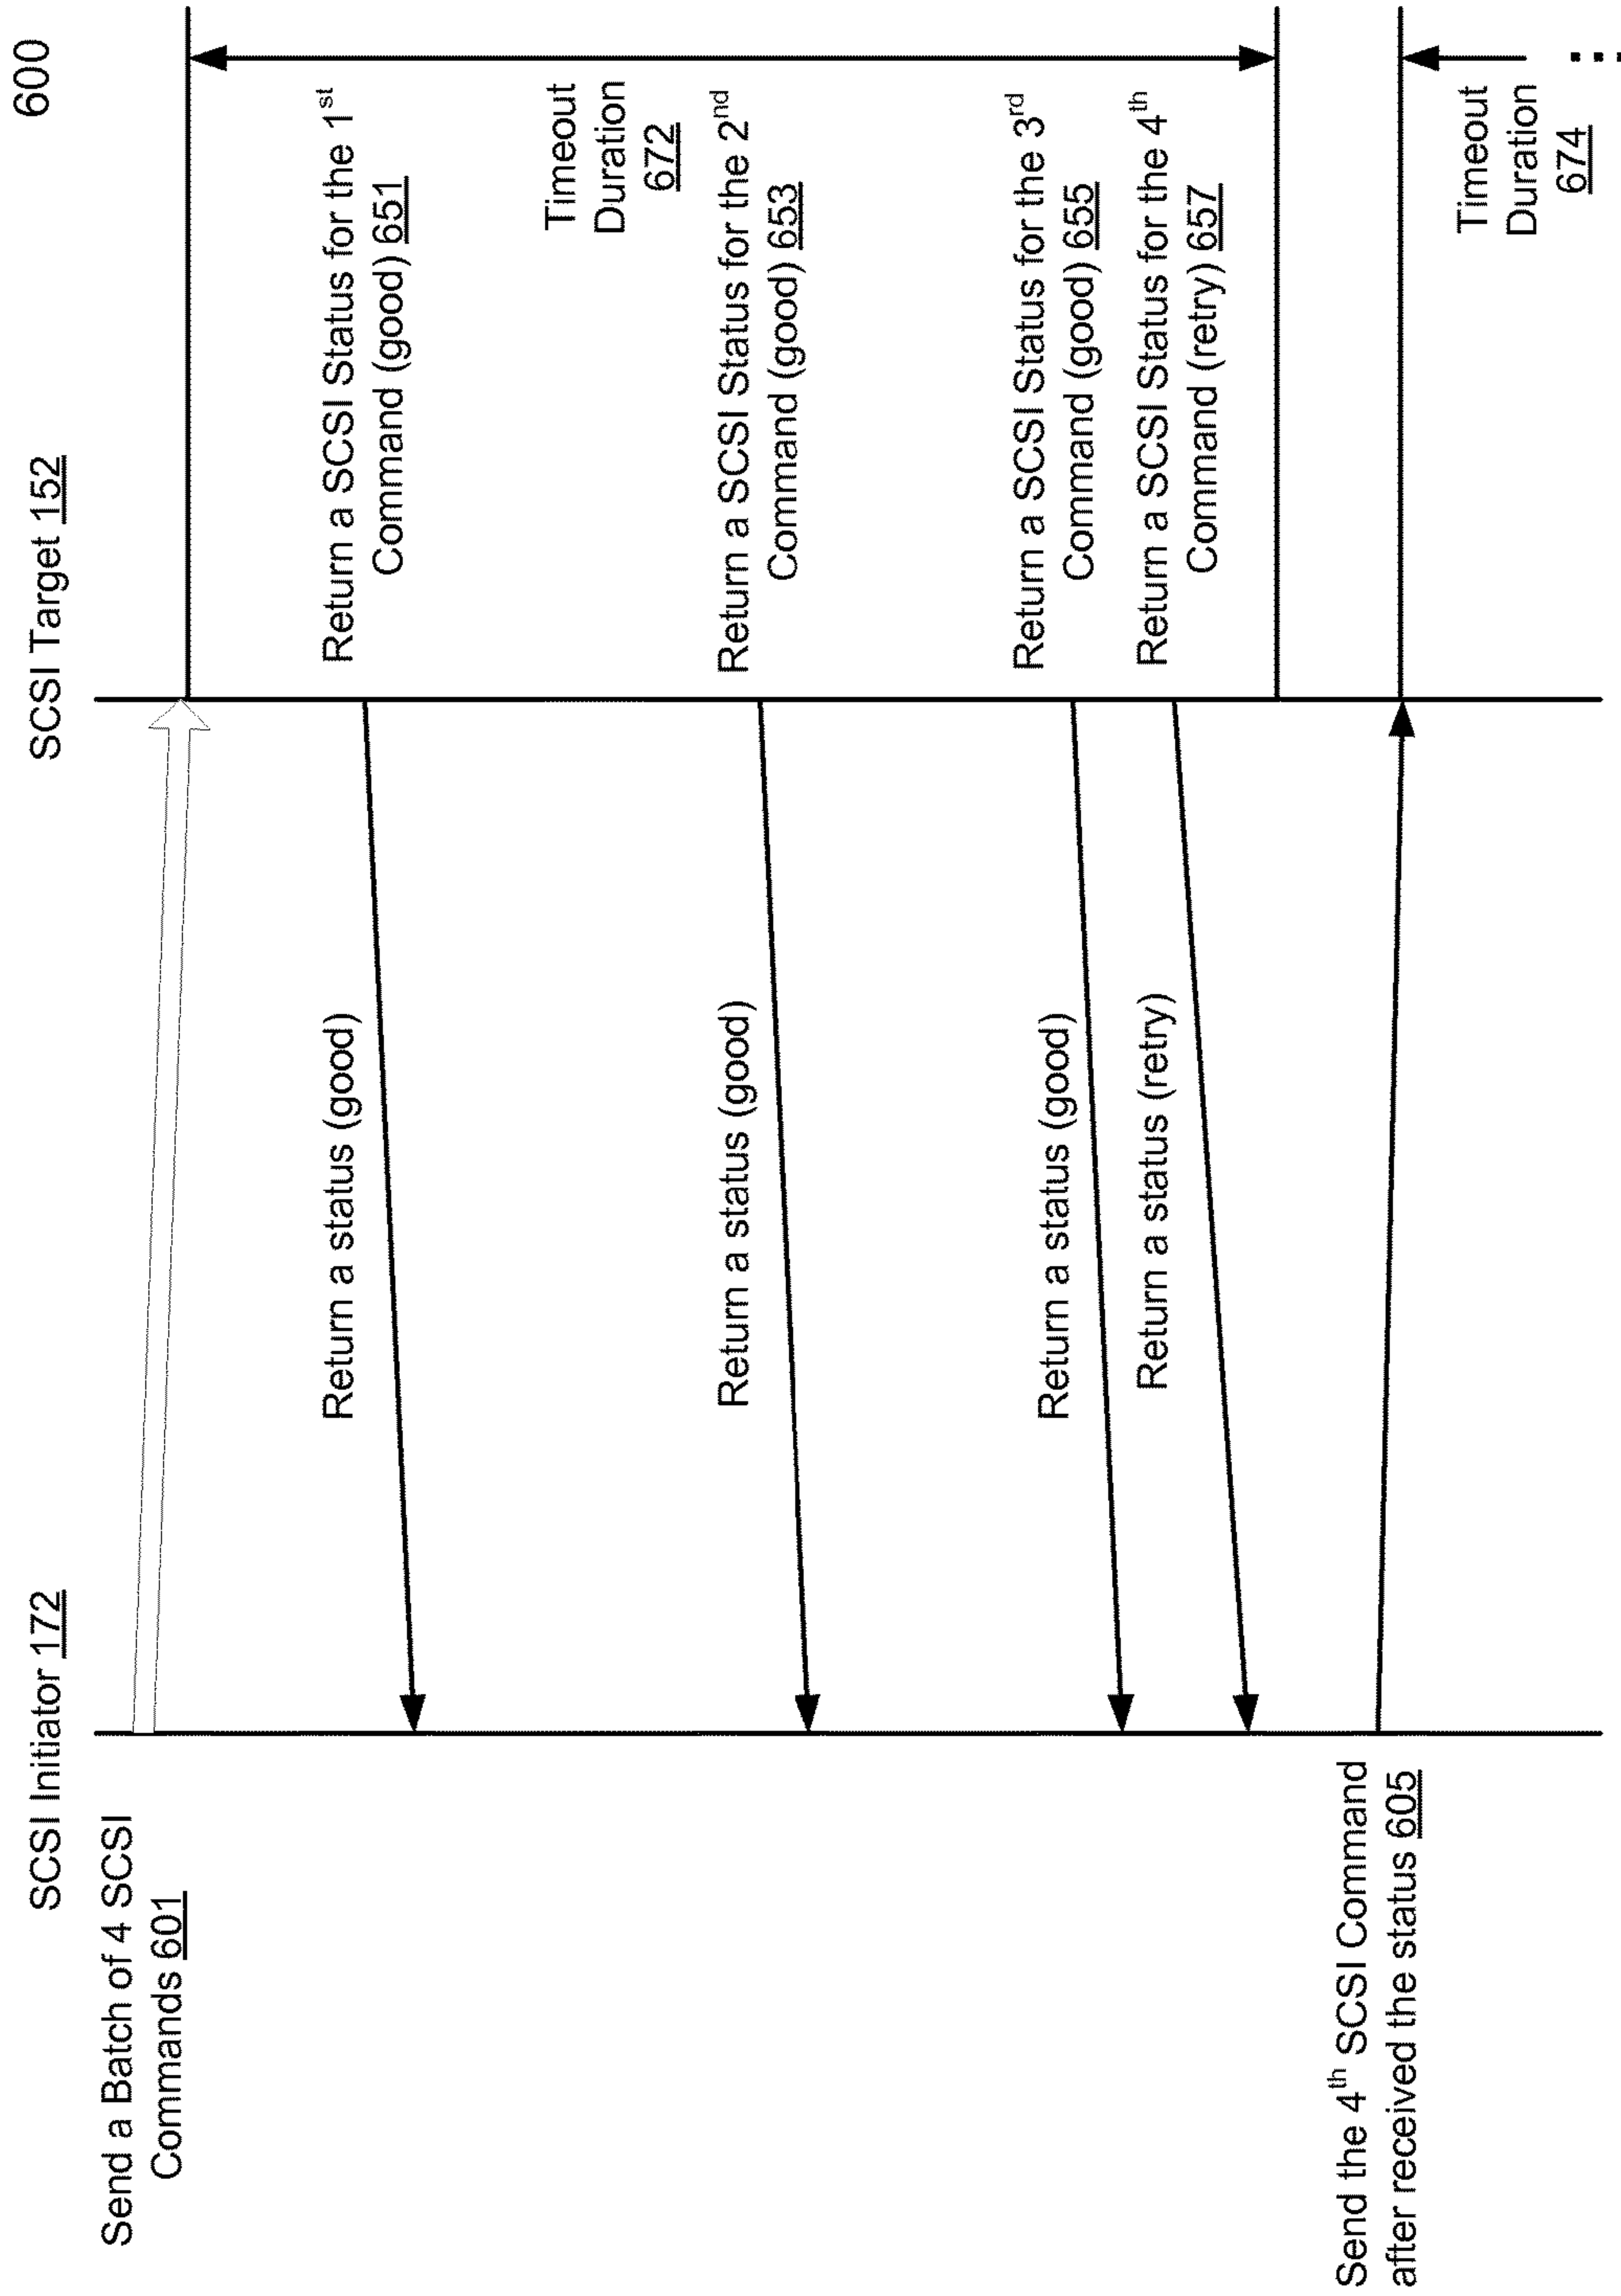 600
SCSI Initiator 172
SCSI Target 152
Send a Batch of 4 SCSI
Commands 601
Return a status (good)
Return a SCSI Status for the 1st
Command (good) 651
Timeout
Duration
672
Return a status (good)
Return a SCSI Status for the 2nd
Command (good) 653
Return a status (good)
Return a SCSI Status for the 3rd
Command (good) 655
Return a status (retry)
Return a SCSI Status for the 4th
Command (retry) 657
Send the 4th SCSI Command
after received the status 605
Timeout
Duration
674